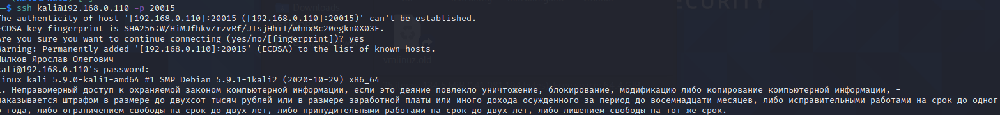 Downloads
ECURITY
—$ ssh kali@192.168.0.110 -p 20015
The authenticity of host '[192.168.0.110]:20015 ([192.168.0.110]:20015)' can't be established.
ECDSA key fingerprint is SHA256:W/HiMJfhkvZrzvRf/JTsjHh+T/whnx8c20egkn0X03E.
Are you sure you want to continue connecting (yes/no/[fingerprint])? yes
Warning: Permanently added '[192.168.0.110]:20015' (ECDSA) to the list of known hosts.
vmlinuz.old
Ярослав Олегович
kali@192.168.0.110's password:
Linux kali 5.9.0-kali1-amd64 #1 SMP Debian 5.9.1-1kali2 (2020-10-29) x86_64
. Неправомерный доступ к охраняемой законом компьютерной информации, если это деяние повлекло уничтожение, блокирование, модификацию либо копирование компьютерной информации, -
наказывается штрафом в размере до двухсот тысяч рублей или в размере заработной платы или иного дохода осужденного за период до восемнадцати месяцев, либо исправительными работами на срок до одног
о года, либо ограничением свободы на срок до двух лет, либо принудительными работами на срок до двух лет, либо лишением свободы на тот же срок.